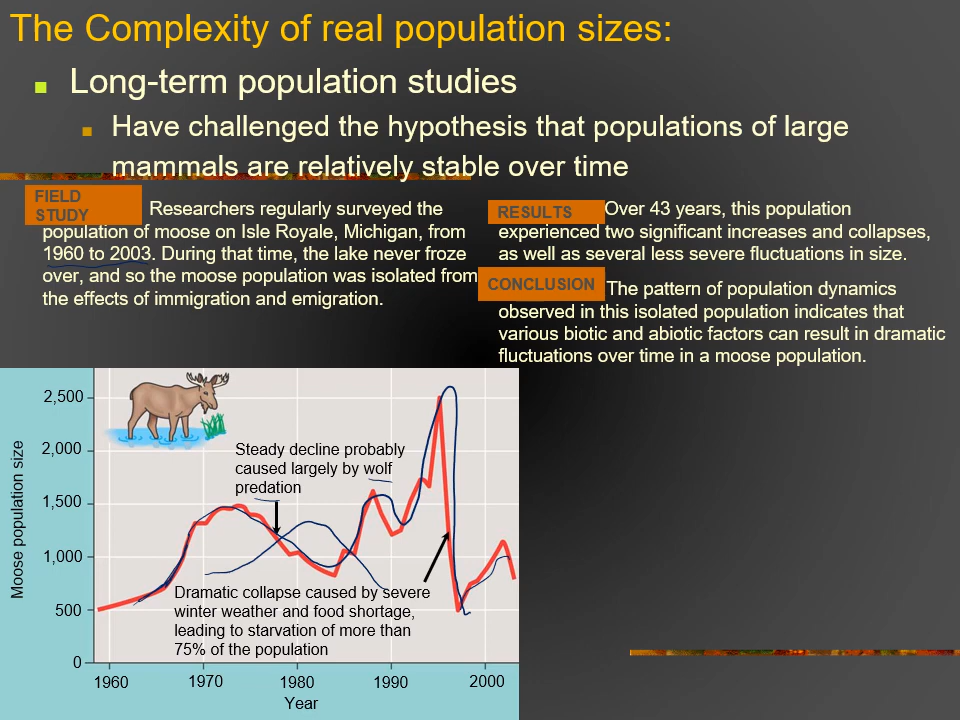 The Complexity of real population sizes:
Long-term population studies
Have challenged the hypothesis that populations of large
mammals are relatively stable over time
FIELD
STUDY
Researchers regularly surveyed the
population of moose on Isle Royale, Michigan, from
1960 to 2003. During that time, the lake never froze
over, and so the moose population was isolated from
the effects of immigration and emigration.
RESULTS
Over 43 years, this population
experienced two significant increases and collapses,
as well as several less severe fluctuations in size.
CONCLUSION
The pattern of population dynamics
observed in this isolated population indicates that
various biotic and abiotic factors can result in dramatic
fluctuations over time in a moose population.
Moose population size
2,500
2,000
1,500
1,000
500
0
Steady decline probably
caused largely by wolf
predation
Dramatic collapse caused by severe
winter weather and food shortage,
leading to starvation of more than
75% of the population
1960
1970
1980
1990
2000
Year